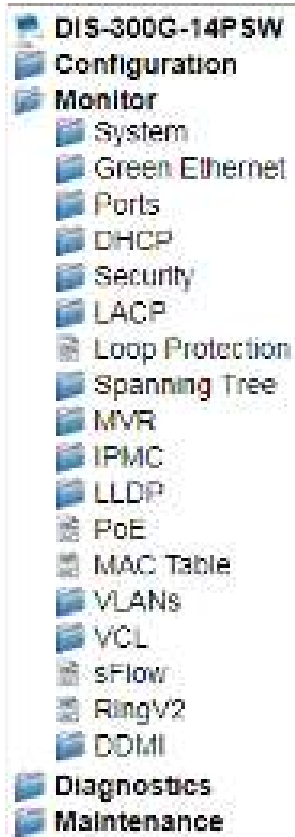 DIS-300G-14PSW
Configuration
Monitor
System
Green Ethernet
Ports
DHCP
Security
LACP
Loop Protection
Spanning Tree
MVR
IPMC
LLDP
PoE
MAC Table
VLANs
VCL
sFlow
RingV2
DDMI
Diagnostics
Maintenance